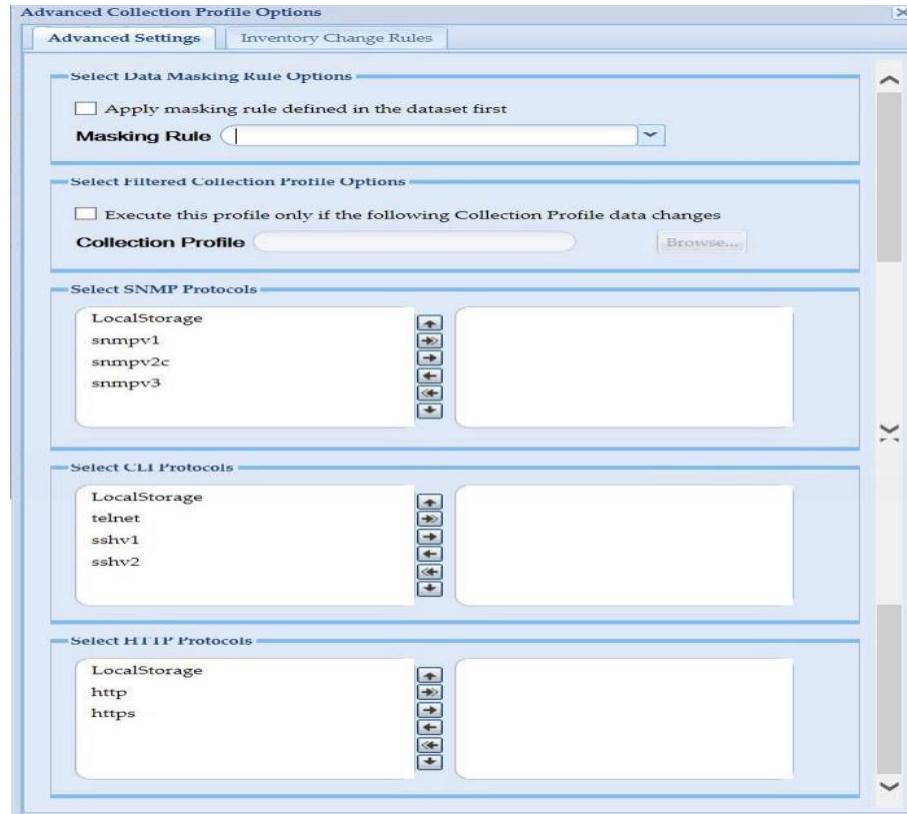 Advanced Collection Profile Options
Advanced Settings
Inventory Change Rules
Select Data Masking Rule Options
Apply masking rule defined in the dataset first
Masking Rule
Select Filtered Collection Profile Options
Execute this profile only if the following Collection Profile data changes
Collection Profile
Browse...
Select SNMP Protocols
LocalStorage
snmpv1
snmpv2c
snmpv3
Select CLI Protocols
LocalStorage
telnet
sshv1
sshv2
Select HTTP Protocols
LocalStorage
http
https